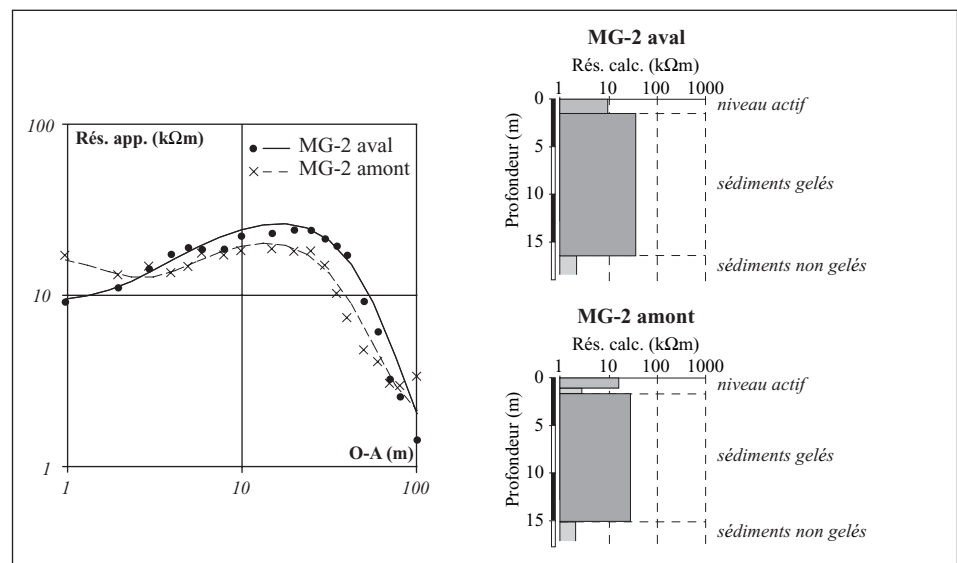 100
Rés. app. (kΩm)
MG-2 aval
MG-2 amont
10
O-A (m)
1
1
10
100
MG-2 aval
Rés. calc. (kΩm)
1 10 100 1000
0
5
10
15
Profondeur (m)
niveau actif
sédiments gelés
sédiments non gelés
MG-2 amont
Rés. calc. (kΩm)
1 10 100 1000
0
5
10
15
Profondeur (m)
niveau actif
sédiments gelés
sédiments non gelés